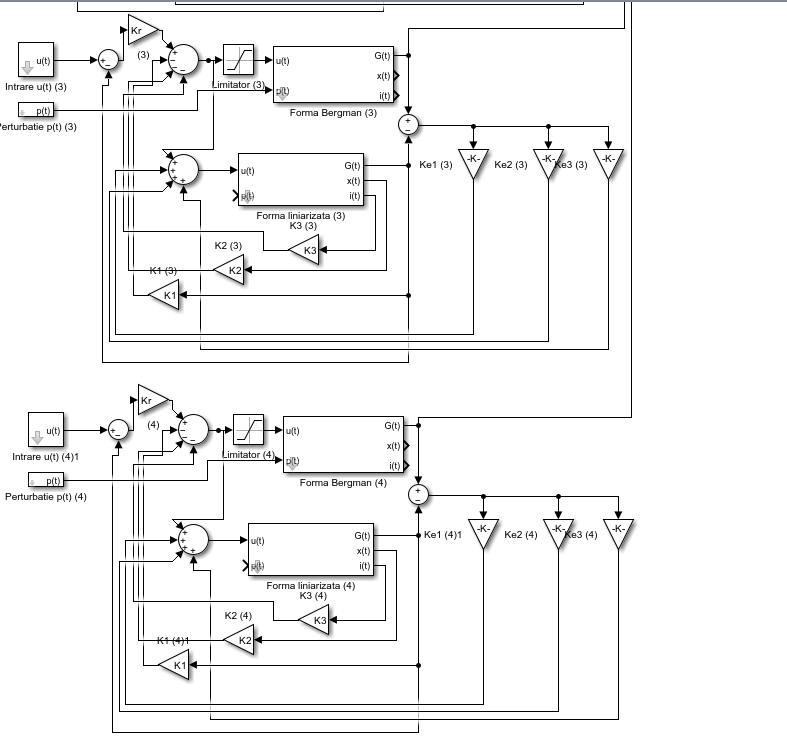 Kr
(3)
u(t)
Intrare u(t) (3)
p(t)
Perturbatie p(t) (3)
Limitator (3)
u(t)
p(t)
G(t)
x(t)
i(t)
Forma Bergman (3)
Ke1 (3)
-K-
Ke2 (3)
-K-
Ke3 (3)
-K-
u(t)
p(t)
G(t)
x(t)
i(t)
Forma liniarizata (3)
K3 (3)
K3
K2 (3)
K2
K1 (3)
K1
Kr
(4)
u(t)
Intrare u(t) (4)1
p(t)
Perturbatie p(t) (4)
Limitator (4)
u(t)
p(t)
G(t)
x(t)
i(t)
Forma Bergman (4)
Ke1 (4)1
-K-
Ke2 (4)
-K-
Ke3 (4)
-K-
u(t)
p(t)
G(t)
x(t)
i(t)
Forma liniarizata (4)
K3 (4)
K3
K2 (4)
K2
K1 (4)1
K1